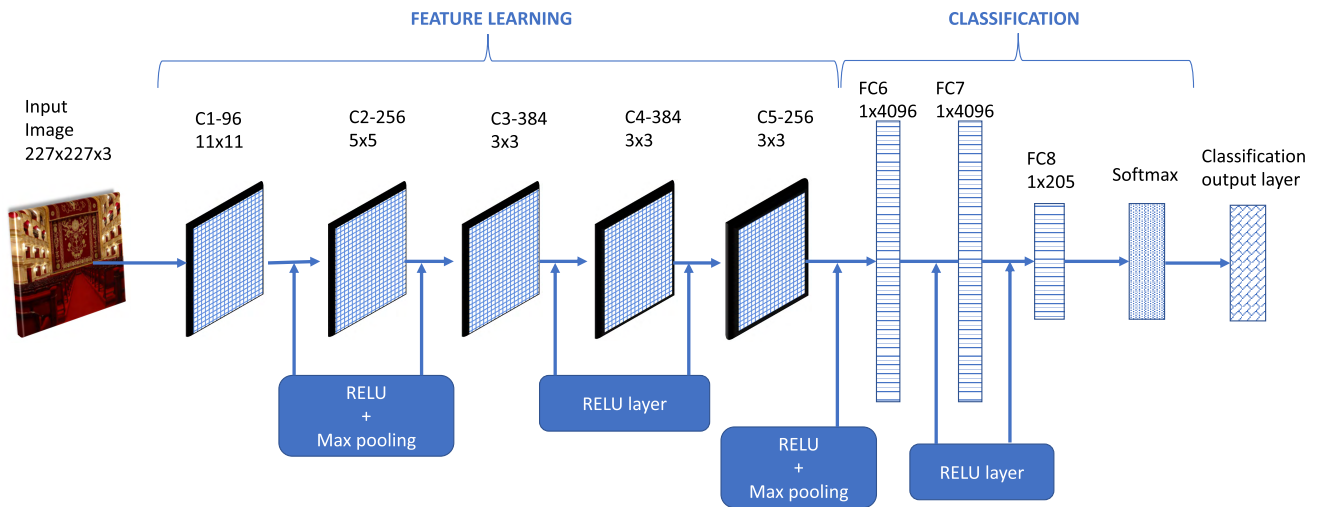 FEATURE LEARNING
CLASSIFICATION
Input
Image
227x227x3
C1-96
11x11
C2-256
5x5
C3-384
3x3
C4-384
3x3
C5-256
3x3
FC6
1x4096
FC7
1x4096
FC8
1x205
Softmax
Classification
output layer
RELU
+
Max pooling
RELU layer
RELU
+
Max pooling
RELU layer